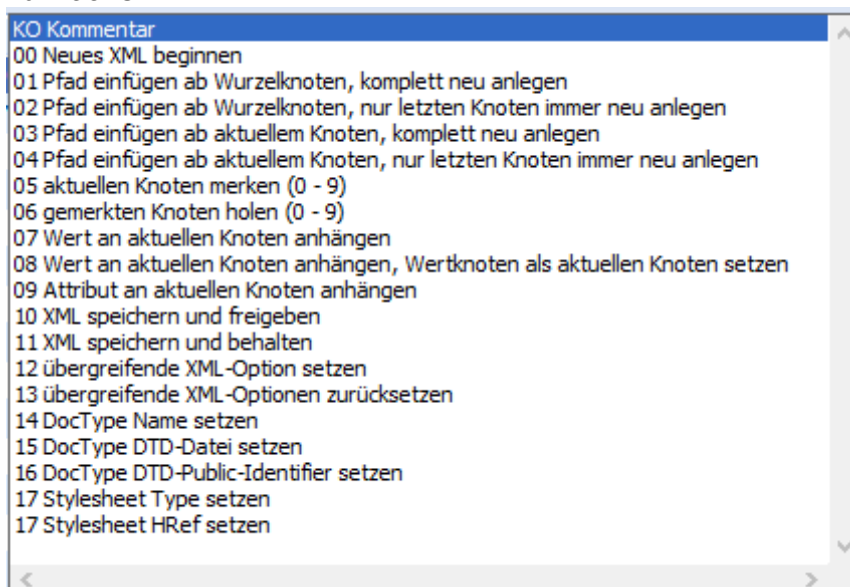 KO Kommentar
00 Neues XML beginnen
01 Pfad einfügen ab Wurzelknoten, komplett neu anlegen
02 Pfad einfügen ab Wurzelknoten, nur letzten Knoten immer neu anlegen
03 Pfad einfügen ab aktuellem Knoten, komplett neu anlegen
04 Pfad einfügen ab aktuellem Knoten, nur letzten Knoten immer neu anlegen
05 aktuellen Knoten merken (0 - 9)
06 gemerkten Knoten holen (0 - 9)
07 Wert an aktuellen Knoten anhängen
08 Wert an aktuellen Knoten anhängen, Wertknoten als aktuellen Knoten setzen
09 Attribut an aktuellen Knoten anhängen
10 XML speichern und freigeben
11 XML speichern und behalten
12 übergreifende XML-Option setzen
13 übergreifende XML-Optionen zurücksetzen
14 DocType Name setzen
15 DocType DTD-Datei setzen
16 DocType DTD-Public-Identifier setzen
17 Stylesheet Type setzen
17 Stylesheet HRef setzen